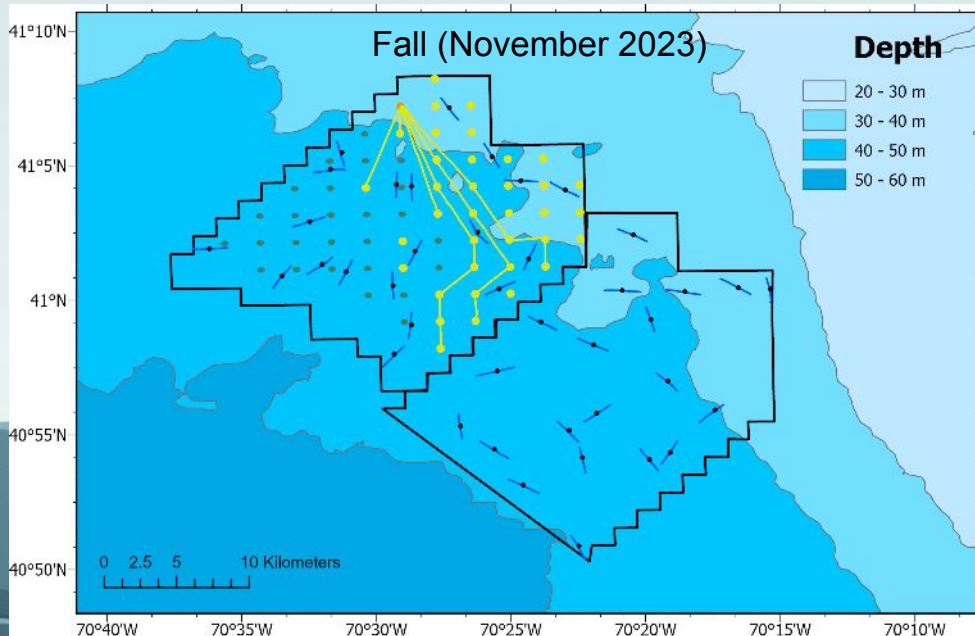 Fall (November 2023)
Depth
20 - 30 m
30 - 40 m
40 - 50 m
50 - 60 m
41°10'N
41°5'N
41°N
40°55'N
40°50'N
0 2.5 5 10 Kilometers
70°40'W 70°35'W 70°30'W 70°25'W 70°20'W 70°15'W